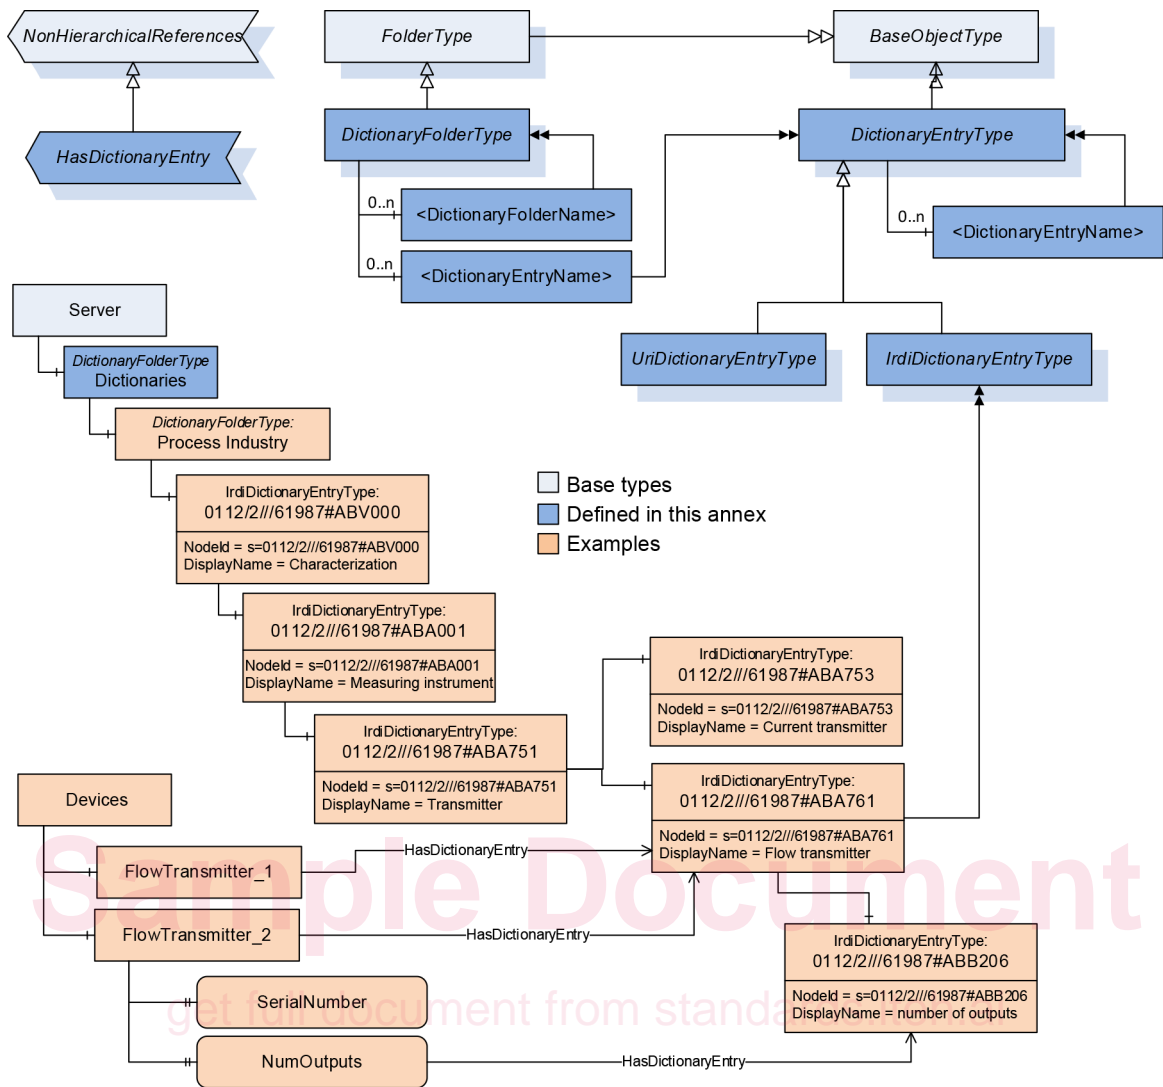 NonHierarchicalReferences
FolderType
BaseObjectType
HasDictionaryEntry
DictionaryFolderType
DictionaryEntryType
0..n
<DictionaryFolderName>
0..n
<DictionaryEntryName>
0..n
<DictionaryEntryName>
Server
UriDictionaryEntryType
IrdiDictionaryEntryType
DictionaryFolderType
Dictionaries
DictionaryFolderType:
Process Industry
Base types
Defined in this annex
Examples
IrdiDictionaryEntryType:
0112/2///61987#ABV000
NodeId = s=0112/2///61987#ABV000
DisplayName = Characterization
IrdiDictionaryEntryType:
0112/2///61987#ABA001
NodeId = s=0112/2///61987#ABA001
DisplayName = Measuring instrument
IrdiDictionaryEntryType:
0112/2///61987#ABA753
NodeId = s=0112/2///61987#ABA753
DisplayName = Current transmitter
IrdiDictionaryEntryType:
0112/2///61987#ABA751
NodeId = s=0112/2///61987#ABA751
DisplayName = Transmitter
IrdiDictionaryEntryType:
0112/2///61987#ABA761
NodeId = s=0112/2///61987#ABA761
DisplayName = Flow transmitter
Devices
Sample Document
FlowTransmitter_1
HasDictionaryEntry
FlowTransmitter_2
HasDictionaryEntry
IrdiDictionaryEntryType:
0112/2///61987#ABB206
NodeId = s=0112/2///61987#ABB206
DisplayName = number of outputs
SerialNumber
get full document from standards.iteh.ai
NumOutputs
HasDictionaryEntry